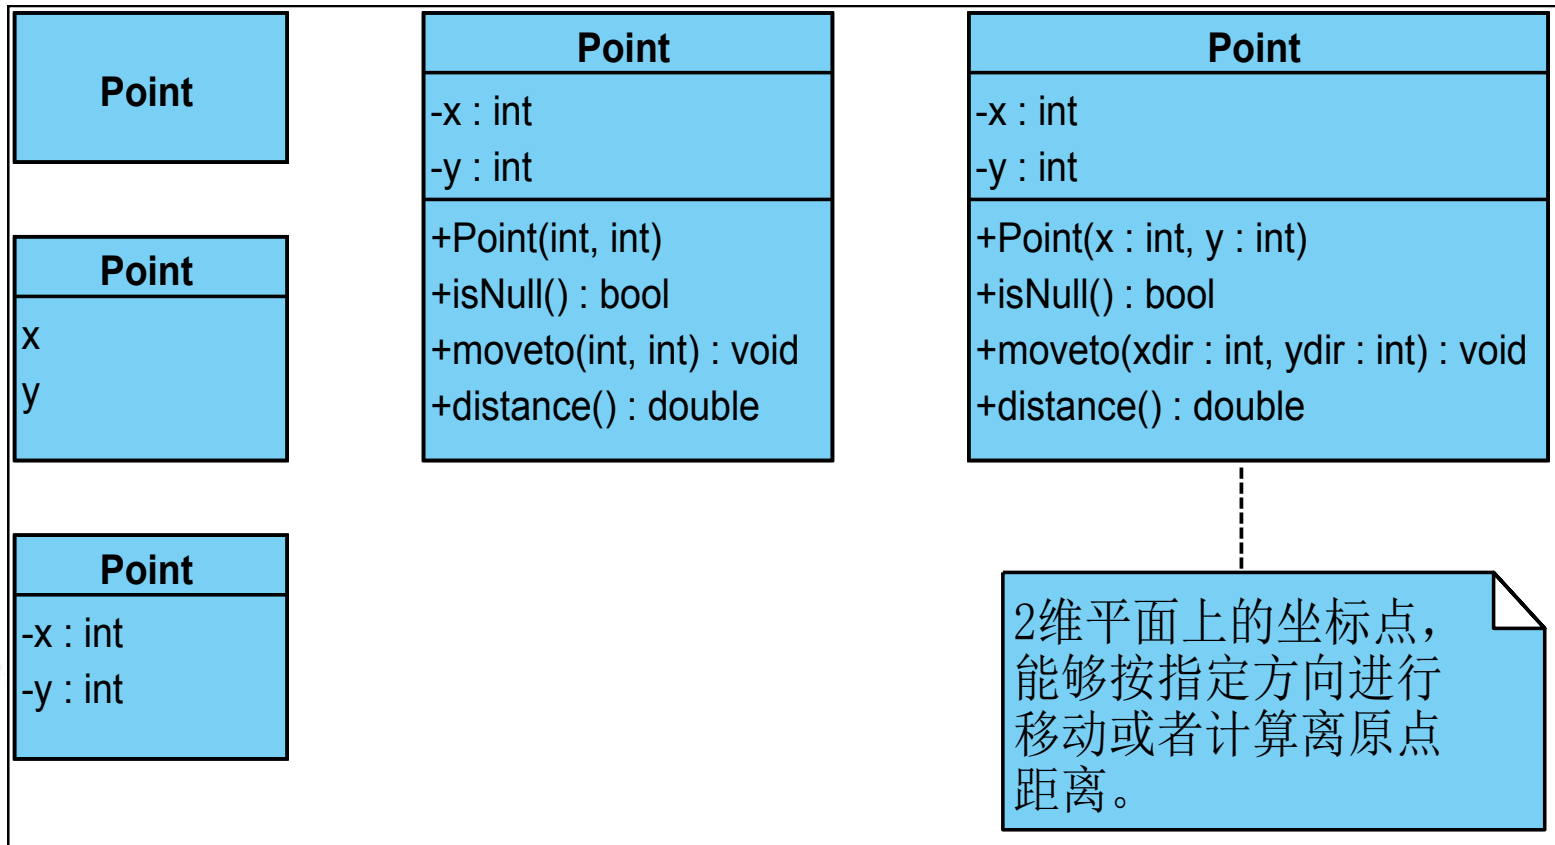 Point
Point
x
y
Point
-x : int
-y : int
Point
-x : int
-y : int
+Point(int, int)
+isNull() : bool
+moveto(int, int) : void
+distance() : double
Point
-x : int
-y : int
+Point(x : int, y : int)
+isNull() : bool
+moveto(xdir : int, ydir : int) : void
+distance() : double
2维平面上的坐标点，
能够按指定方向进行
移动或者计算离原点
距离。